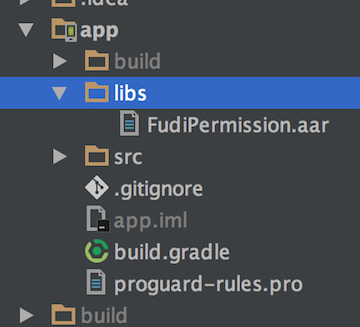 .idea
app
build
libs
FudiPermission.aar
src
.gitignore
app.iml
build.gradle
proguard-rules.pro
build